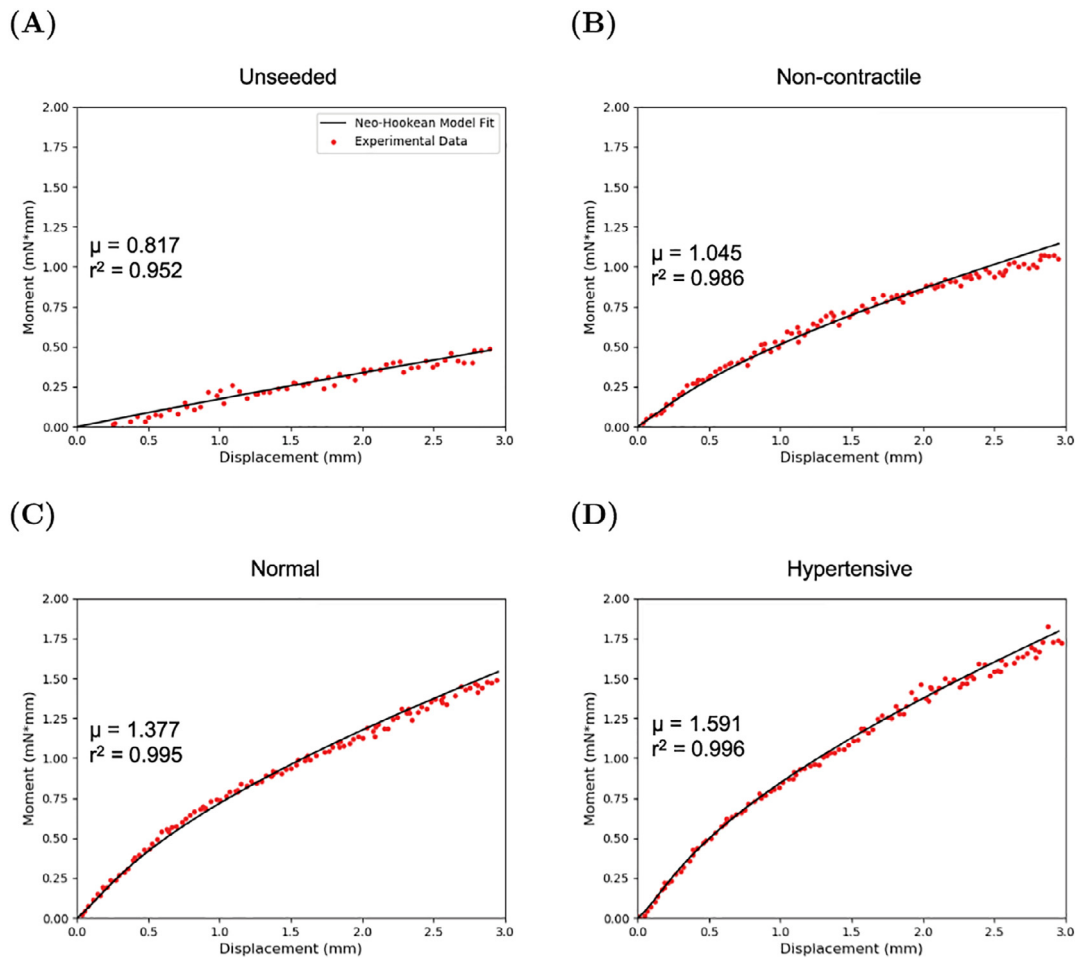 (A)
Unseeded
2.00
1.75
1.50
1.25
1.00
0.75
0.50
0.25
0.00
Moment (mN*mm)
Neo-Hookean Model Fit
Experimental Data
μ = 0.817
r² = 0.952
0.0 0.5 1.0 1.5 2.0 2.5 3.0
Displacement (mm)
(B)
Non-contractile
2.00
1.75
1.50
1.25
1.00
0.75
0.50
0.25
0.00
Moment (mN*mm)
μ = 1.045
r² = 0.986
0.0 0.5 1.0 1.5 2.0 2.5 3.0
Displacement (mm)
(C)
Normal
2.00
1.75
1.50
1.25
1.00
0.75
0.50
0.25
0.00
Moment (mN*mm)
μ = 1.377
r² = 0.995
0.0 0.5 1.0 1.5 2.0 2.5 3.0
Displacement (mm)
(D)
Hypertensive
2.00
1.75
1.50
1.25
1.00
0.75
0.50
0.25
0.00
Moment (mN*mm)
μ = 1.591
r² = 0.996
0.0 0.5 1.0 1.5 2.0 2.5 3.0
Displacement (mm)